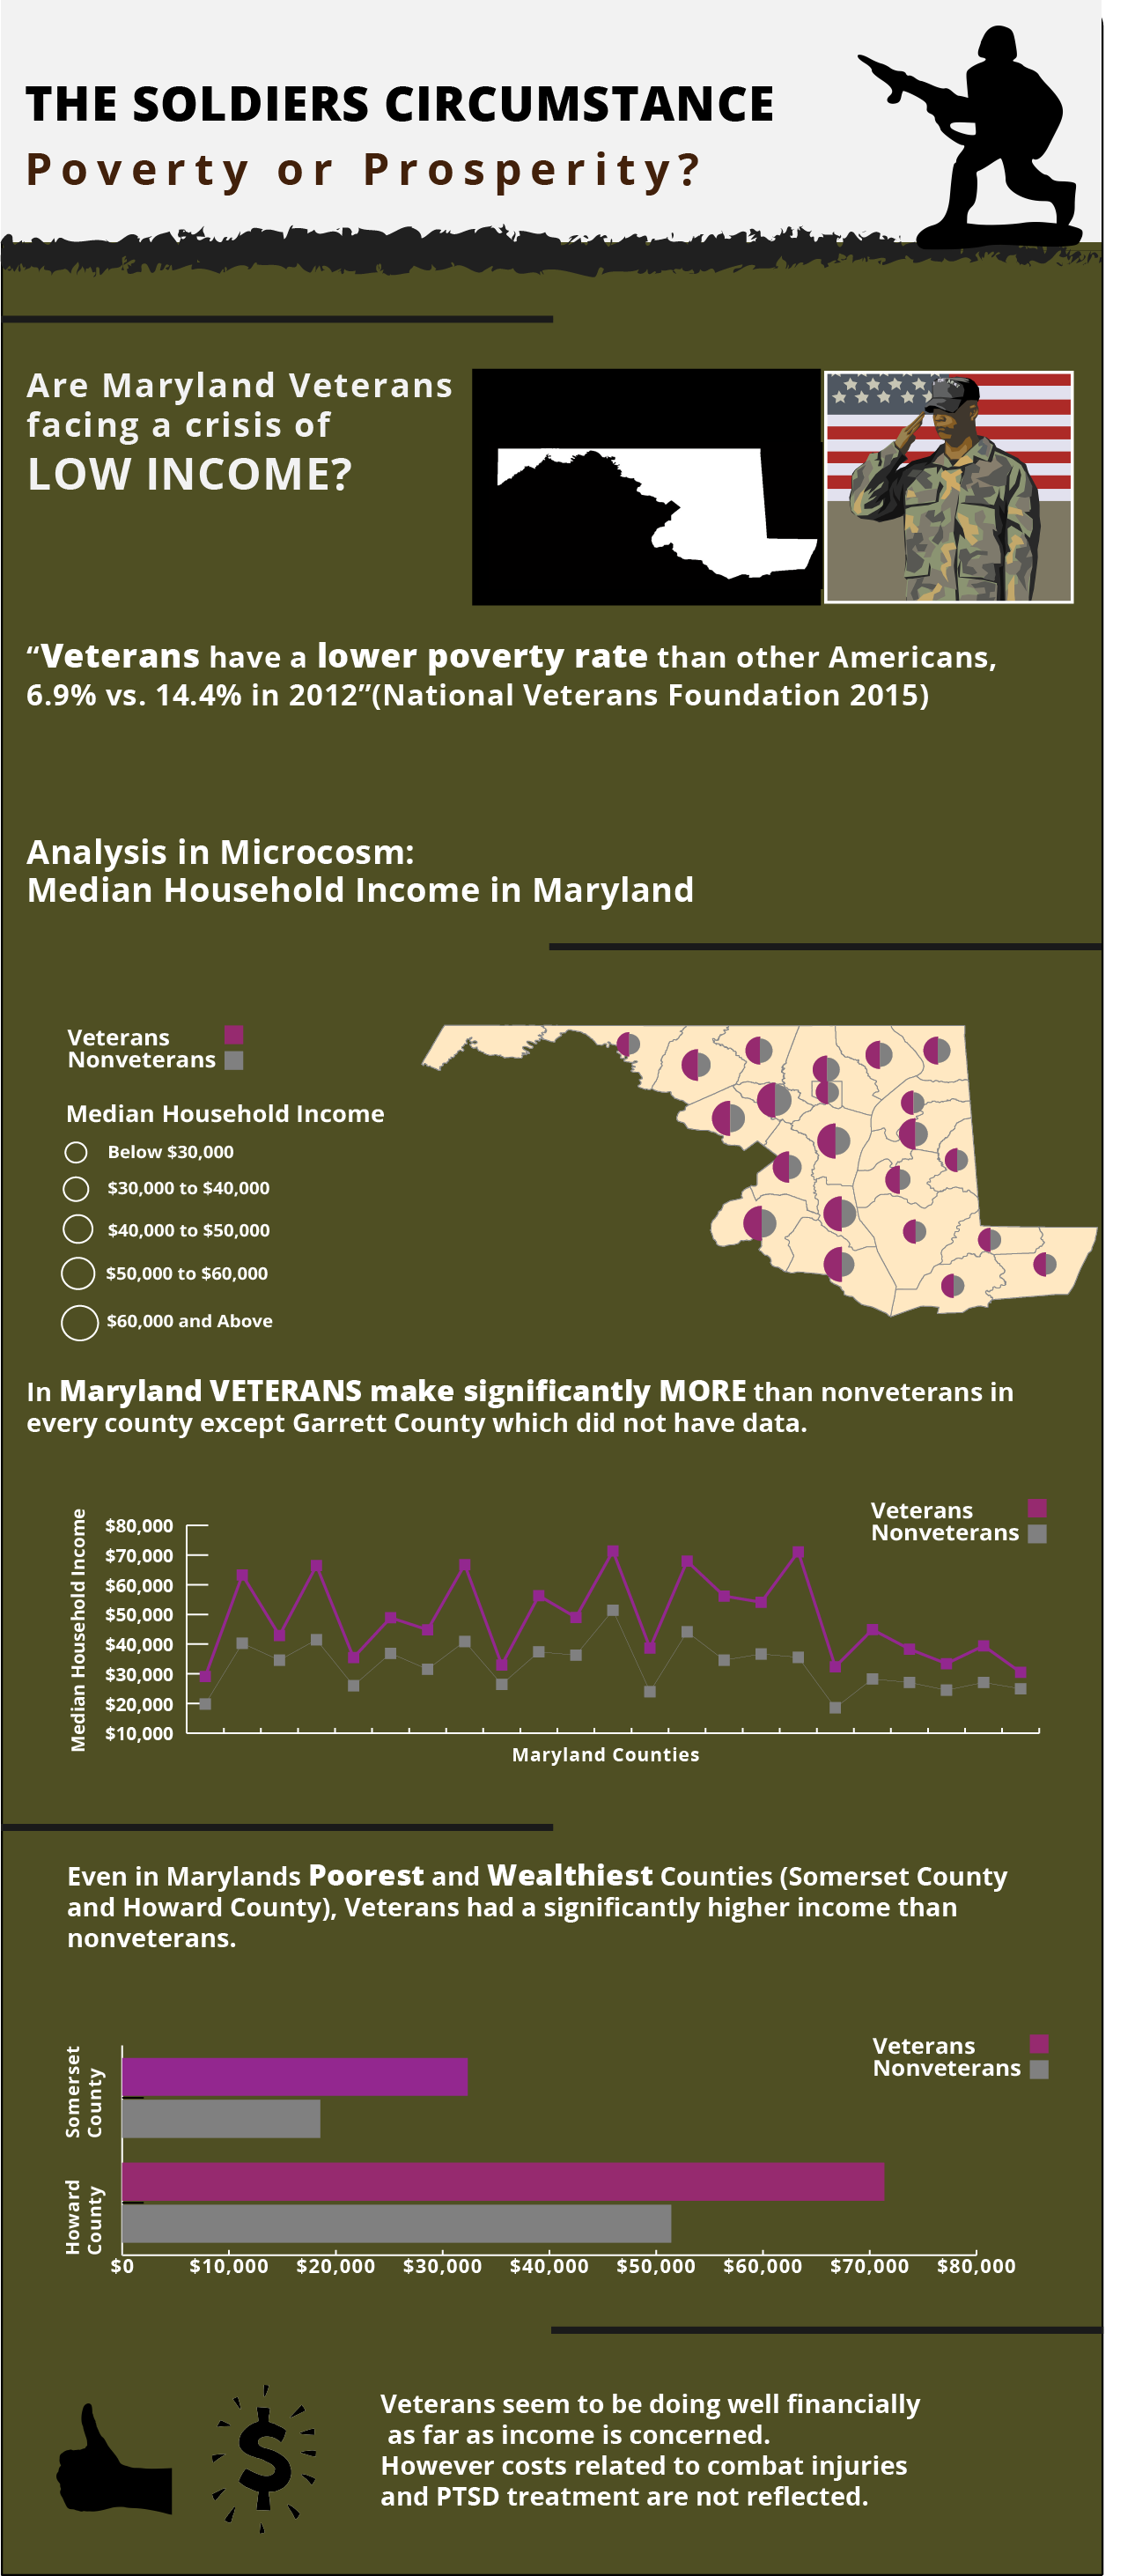 THE SOLDIERS CIRCUMSTANCE
Poverty or Prosperity?
Are Maryland Veterans
facing a crisis of
LOW INCOME?
“Veterans have a lower poverty rate than other Americans,
6.9% vs. 14.4% in 2012”(National Veterans Foundation 2015)
Analysis in Microcosm:
Median Household Income in Maryland
Veterans
Nonveterans
Median Household Income
Below $30,000
$30,000 to $40,000
$40,000 to $50,000
$50,000 to $60,000
$60,000 and Above
In Maryland VETERANS make significantly MORE than nonveterans in
every county except Garrett County which did not have data.
Veterans
Nonveterans
Median Household Income
$80,000
$70,000
$60,000
$50,000
$40,000
$30,000
$20,000
$10,000
Maryland Counties
Even in Marylands Poorest and Wealthiest Counties (Somerset County
and Howard County), Veterans had a significantly higher income than
nonveterans.
Veterans
Nonveterans
Somerset
County
Howard
County
$0 $10,000 $20,000 $30,000 $40,000 $50,000 $60,000 $70,000 $80,000
Veterans seem to be doing well financially
as far as income is concerned.
However costs related to combat injuries
and PTSD treatment are not reflected.